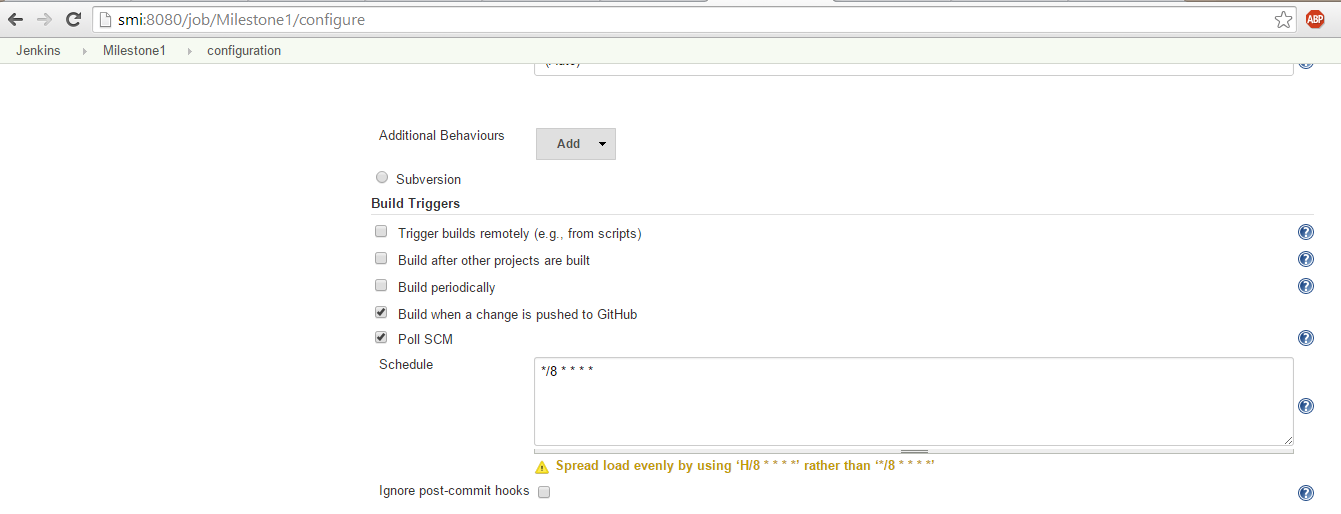 smi:8080/job/Milestone1/configure
ABP
Jenkins Milestone1 configuration
Additional Behaviours Add
Subversion
Build Triggers
Trigger builds remotely (e.g., from scripts)
Build after other projects are built
Build periodically
Build when a change is pushed to GitHub
Poll SCM
Schedule */8 * * * *
Spread load evenly by using ‘H/8 * * * *’ rather than ‘*/8 * * * *’
Ignore post-commit hooks